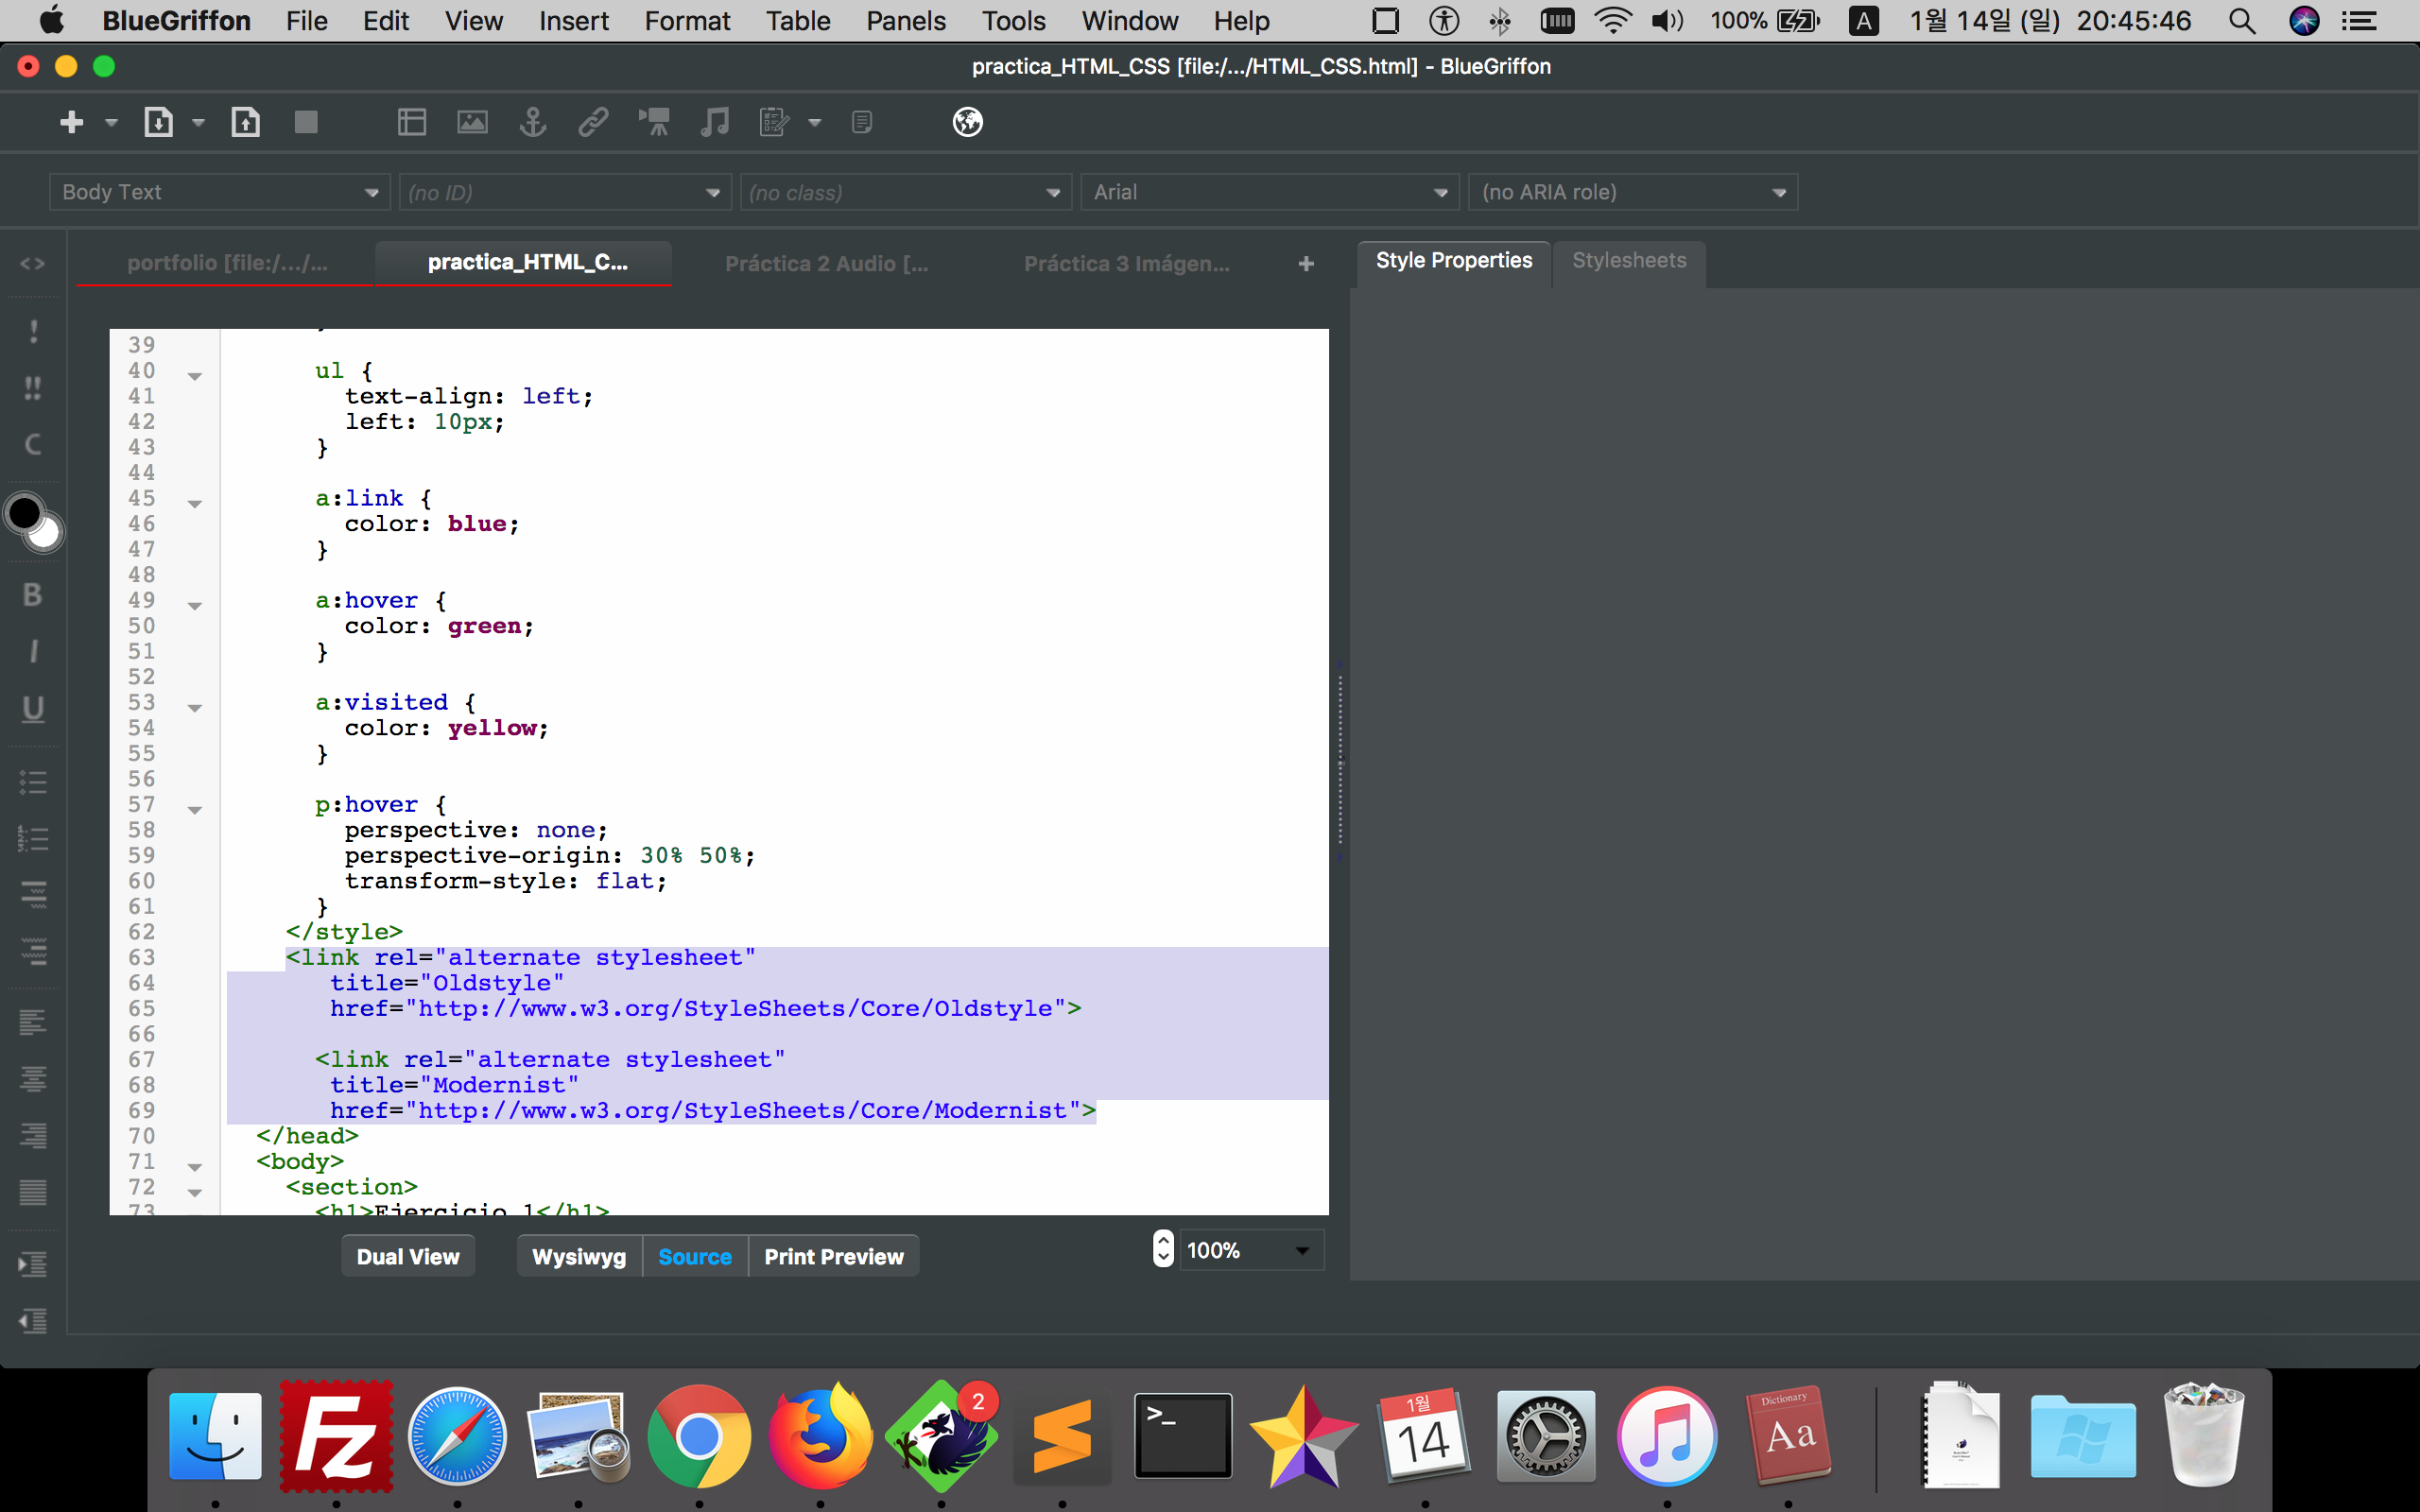 BlueGriffon File Edit View Insert Format Table Panels Tools Window Help 100% A 1월 14일 (일) 20:45:46
practica_HTML_CSS [file:/.../HTML_CSS.html] - BlueGriffon
Body Text (no ID) (no class) Arial (no ARIA role)
<> portfolio [file:/.../... practica_HTML_C... Práctica 2 Audio [... Práctica 3 Imágen... + Style Properties Stylesheets
!
!!
C
B
I
U
39
40 ul {
41 text-align: left;
42 left: 10px;
43 }
44
45 a:link {
46 color: blue;
47 }
48
49 a:hover {
50 color: green;
51 }
52
53 a:visited {
54 color: yellow;
55 }
56
57 p:hover {
58 perspective: none;
59 perspective-origin: 30% 50%;
60 transform-style: flat;
61 }
62 </style>
63 <link rel="alternate stylesheet"
64 title="Oldstyle"
65 href="http://www.w3.org/StyleSheets/Core/Oldstyle">
66
67 <link rel="alternate stylesheet"
68 title="Modernist"
69 href="http://www.w3.org/StyleSheets/Core/Modernist">
70 </head>
71 <body>
72 <section>
73 <h1>Ejercicio 1</h1>
Dual View Wysiwyg Source Print Preview 100%
Fz 2 >_ 1월 14 Dictionary Aa